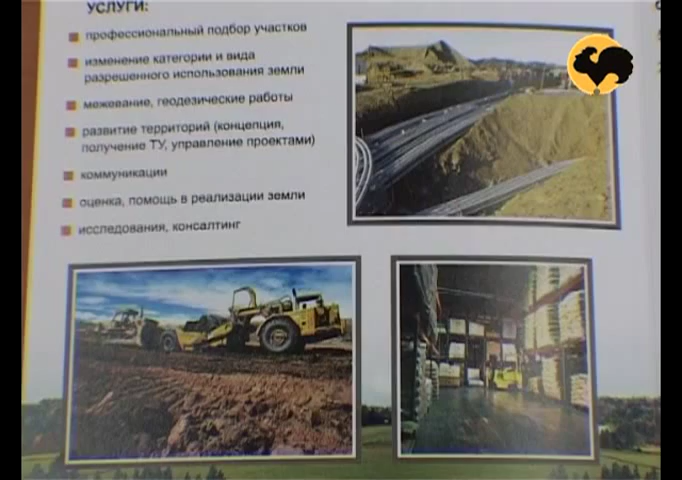 УСЛУГИ:
профессиональный подбор участков
изменение категории и вида
разрешенного использования земли
межевание, геодезические работы
развитие территорий (концепция,
получение ТУ, управление проектами)
коммуникации
оценка, помощь в реализации земли
исследования, консалтинг